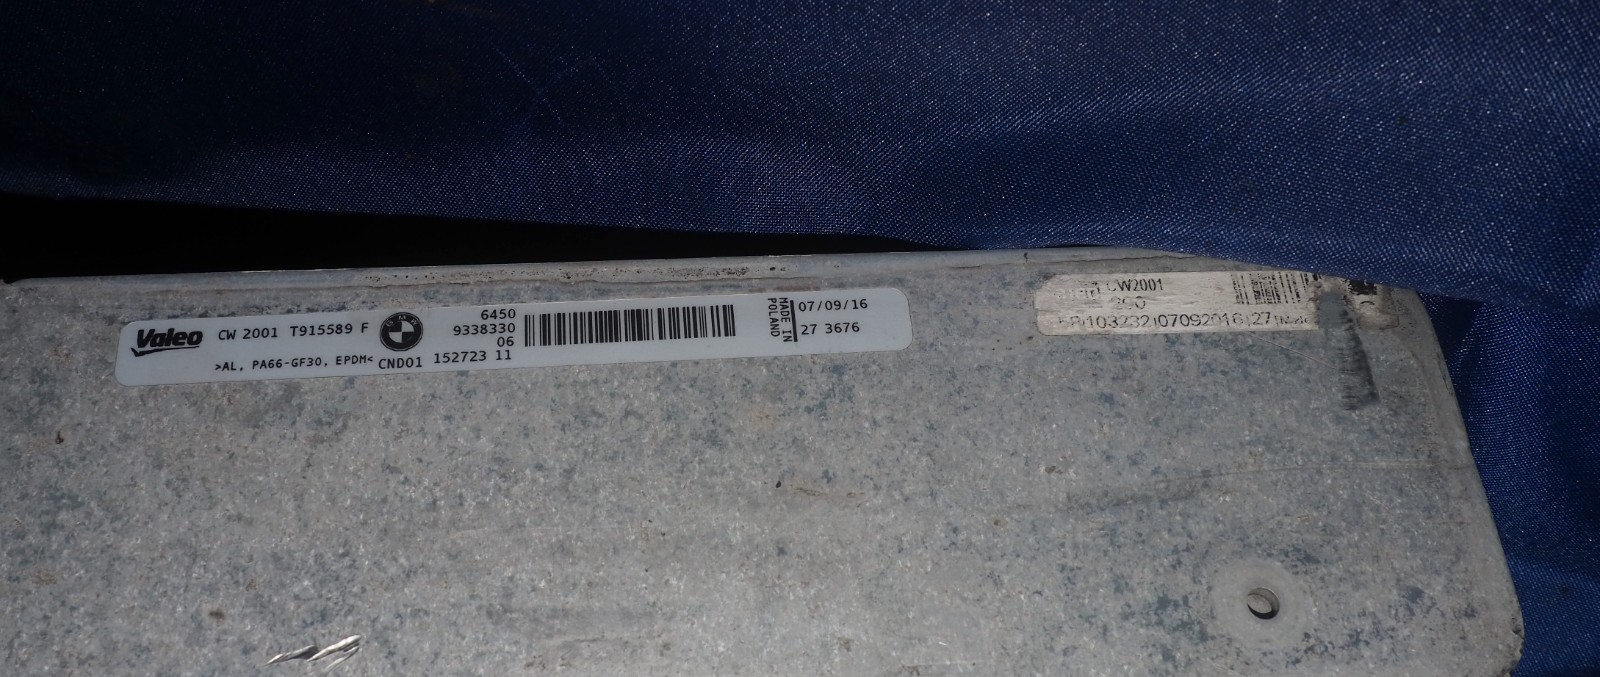 Valeo CW 2001 T915589 F
BMW
6450
9338330
06
>AL, PA66-GF30, EPDM< CND01 152723 11
MADE IN
POLAND
07/09/16
27 3676
CW2001